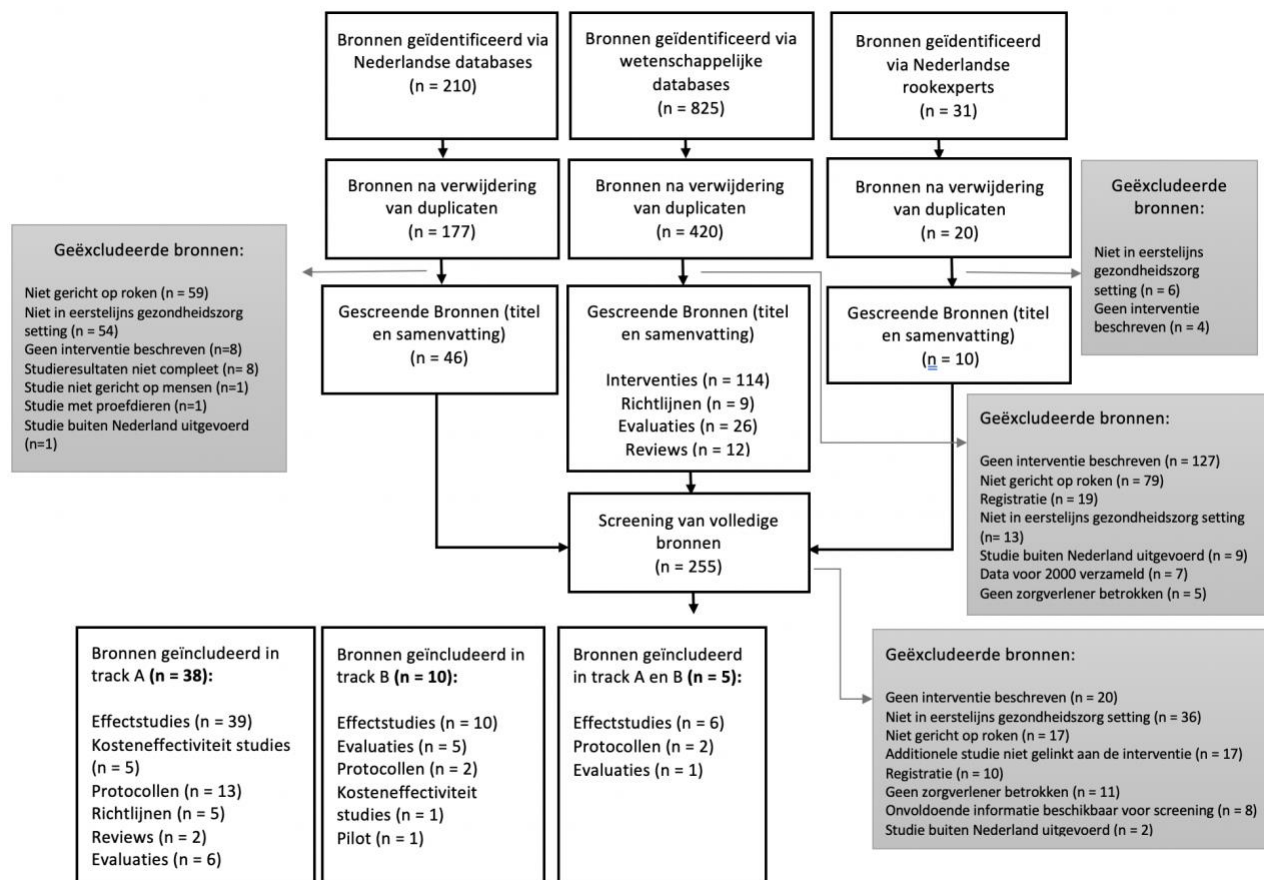 Bronnen geïdentificeerd via
Nederlandse databases
(n = 210)
Bronnen geïdentificeerd via
wetenschappelijke
databases
(n = 825)
Bronnen geïdentificeerd
via Nederlandse
rookexperts
(n = 31)
Bronnen na verwijdering
van duplicaten
(n = 177)
Bronnen na verwijdering
van duplicaten
(n = 420)
Bronnen na verwijdering
van duplicaten
(n = 20)
Geëxcludeerde
bronnen:
Niet in eerstelijns
gezondheidszorg
setting (n = 6)
Geen interventie
beschreven (n = 4)
Geëxcludeerde bronnen:
Niet gericht op roken (n = 59)
Niet in eerstelijns gezondheidszorg
setting (n = 54)
Geen interventie beschreven (n=8)
Studieresultaten niet compleet (n= 8)
Studie niet gericht op mensen (n=1)
Studie met proefdieren (n=1)
Studie buiten Nederland uitgevoerd
(n=1)
Gescreende Bronnen (titel
en samenvatting)
(n = 46)
Gescreende Bronnen (titel
en samenvatting)
Interventies (n = 114)
Richtlijnen (n = 9)
Evaluaties (n = 26)
Reviews (n = 12)
Gescreende Bronnen (titel
en samenvatting)
(n = 10)
Geëxcludeerde bronnen:
Geen interventie beschreven (n = 127)
Niet gericht op roken (n = 79)
Registratie (n = 19)
Niet in eerstelijns gezondheidszorg setting
(n= 13)
Studie buiten Nederland uitgevoerd (n = 9)
Data voor 2000 verzameld (n = 7)
Geen zorgverlener betrokken (n = 5)
Screening van volledige
bronnen
(n = 255)
Geëxcludeerde bronnen:
Geen interventie beschreven (n = 20)
Niet in eerstelijns gezondheidszorg setting (n = 36)
Niet gericht op roken (n = 17)
Additionele studie niet gelinkt aan de interventie (n = 17)
Registratie (n = 10)
Geen zorgverlener betrokken (n = 11)
Onvoldoende informatie beschikbaar voor screening (n = 8)
Studie buiten Nederland uitgevoerd (n = 2)
Bronnen geïncludeerd in
track A (n = 38):
Effectstudies (n = 39)
Kosteneffectiviteit studies
(n = 5)
Protocollen (n = 13)
Richtlijnen (n = 5)
Reviews (n = 2)
Evaluaties (n = 6)
Bronnen geïncludeerd in
track B (n = 10):
Effectstudies (n = 10)
Evaluaties (n = 5)
Protocollen (n = 2)
Kosteneffectiviteit
studies (n = 1)
Pilot (n = 1)
Bronnen geïncludeerd
in track A en B (n = 5):
Effectstudies (n = 6)
Protocollen (n = 2)
Evaluaties (n = 1)